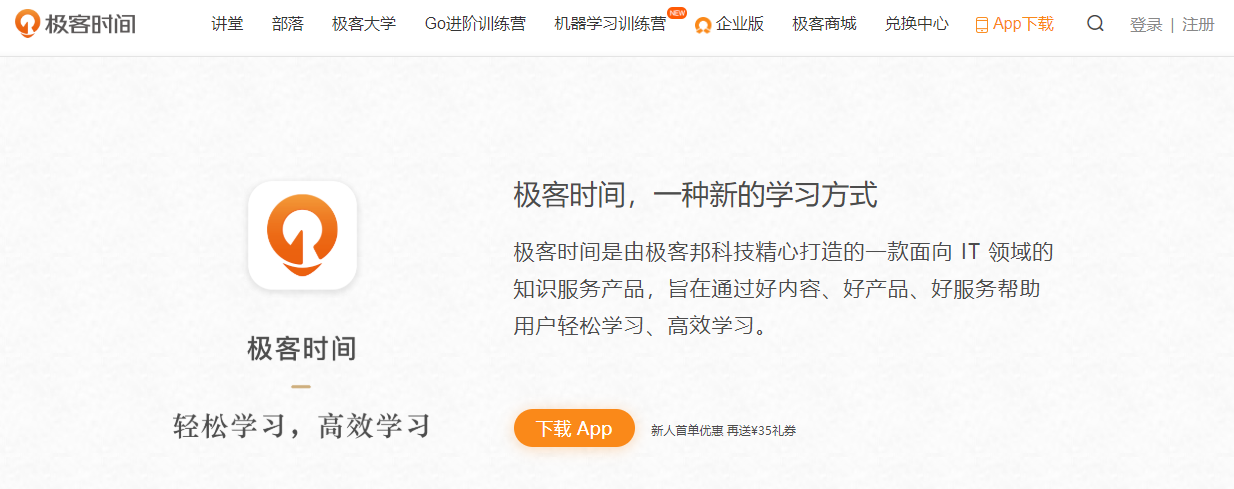 极客时间 讲堂 部落 极客大学 Go进阶训练营 机器学习训练营 NEW 企业版 极客商城 兑换中心 App下载 登录 | 注册
极客时间，一种新的学习方式
极客时间是由极客邦科技精心打造的一款面向 IT 领域的
知识服务产品，旨在通过好内容、好产品、好服务帮助
用户轻松学习、高效学习。
极客时间
轻松学习，高效学习
下载 App 新人首单优惠 再送¥35礼券